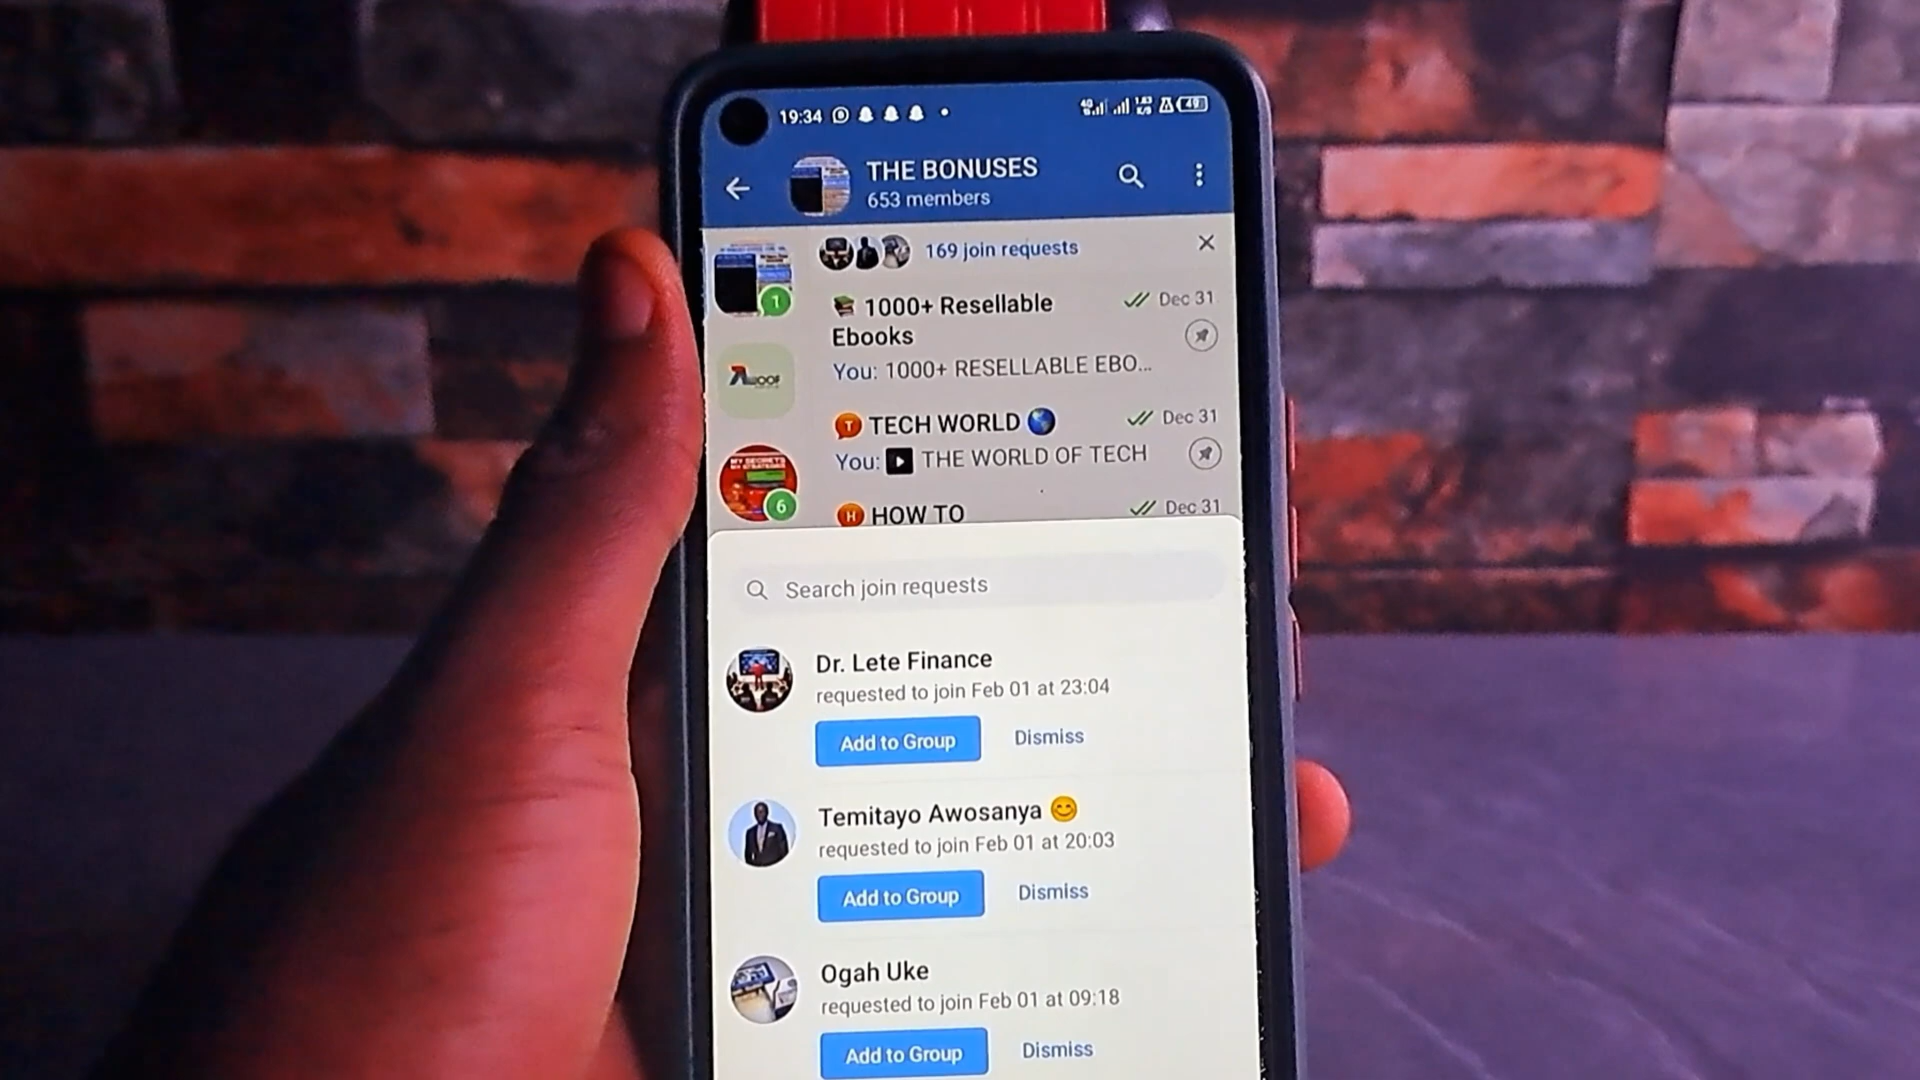 19:34
49
THE BONUSES
653 members
169 join requests
1
📚 1000+ Resellable
Dec 31
Ebooks
You: 1000+ RESELLABLE EBO...
T TECH WORLD 🌎
Dec 31
You: THE WORLD OF TECH
6
H HOW TO
Dec 31
Search join requests
Dr. Lete Finance
requested to join Feb 01 at 23:04
Add to Group
Dismiss
Temitayo Awosanya 😊
requested to join Feb 01 at 20:03
Add to Group
Dismiss
Ogah Uke
requested to join Feb 01 at 09:18
Add to Group
Dismiss